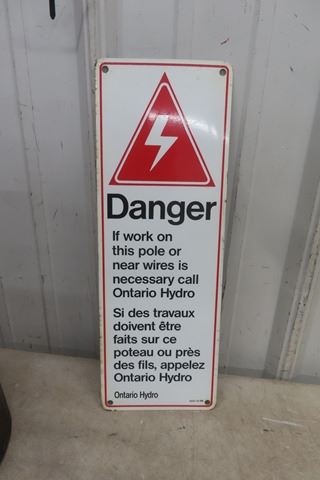 Danger
If work on
this pole or
near wires is
necessary call
Ontario Hydro
Si des travaux
doivent être
faits sur ce
poteau ou près
des fils, appelez
Ontario Hydro
Ontario Hydro